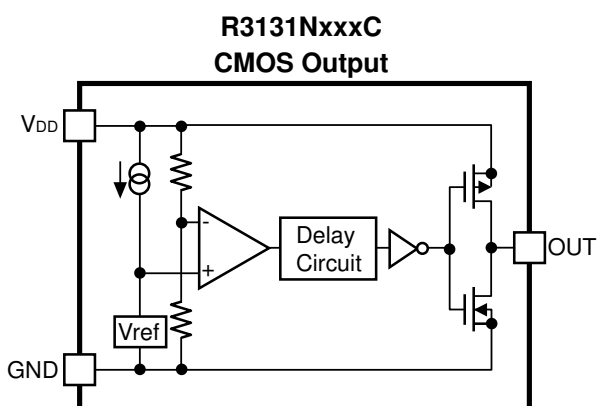 R3131NxxxC
CMOS Output
VDD
-
+
Delay
Circuit
OUT
Vref
GND